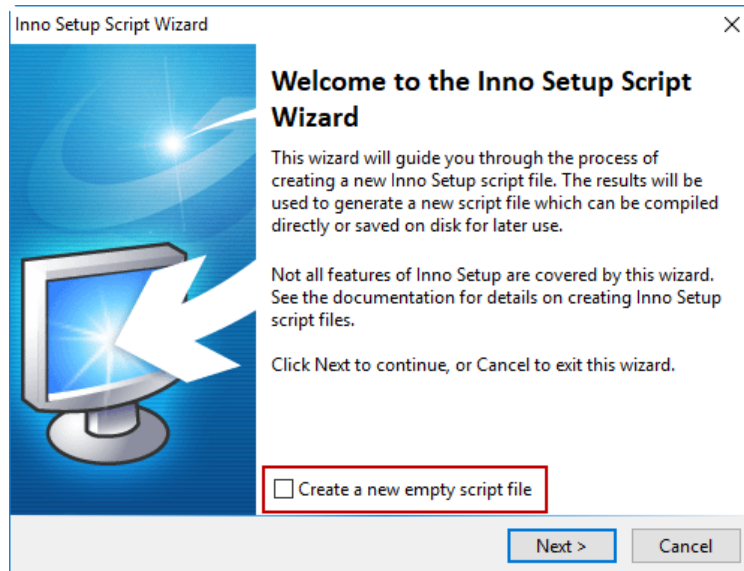 Inno Setup Script Wizard
Welcome to the Inno Setup Script
Wizard
This wizard will guide you through the process of
creating a new Inno Setup script file. The results will be
used to generate a new script file which can be compiled
directly or saved on disk for later use.
Not all features of Inno Setup are covered by this wizard.
See the documentation for details on creating Inno Setup
script files.
Click Next to continue, or Cancel to exit this wizard.
Create a new empty script file
Next >
Cancel